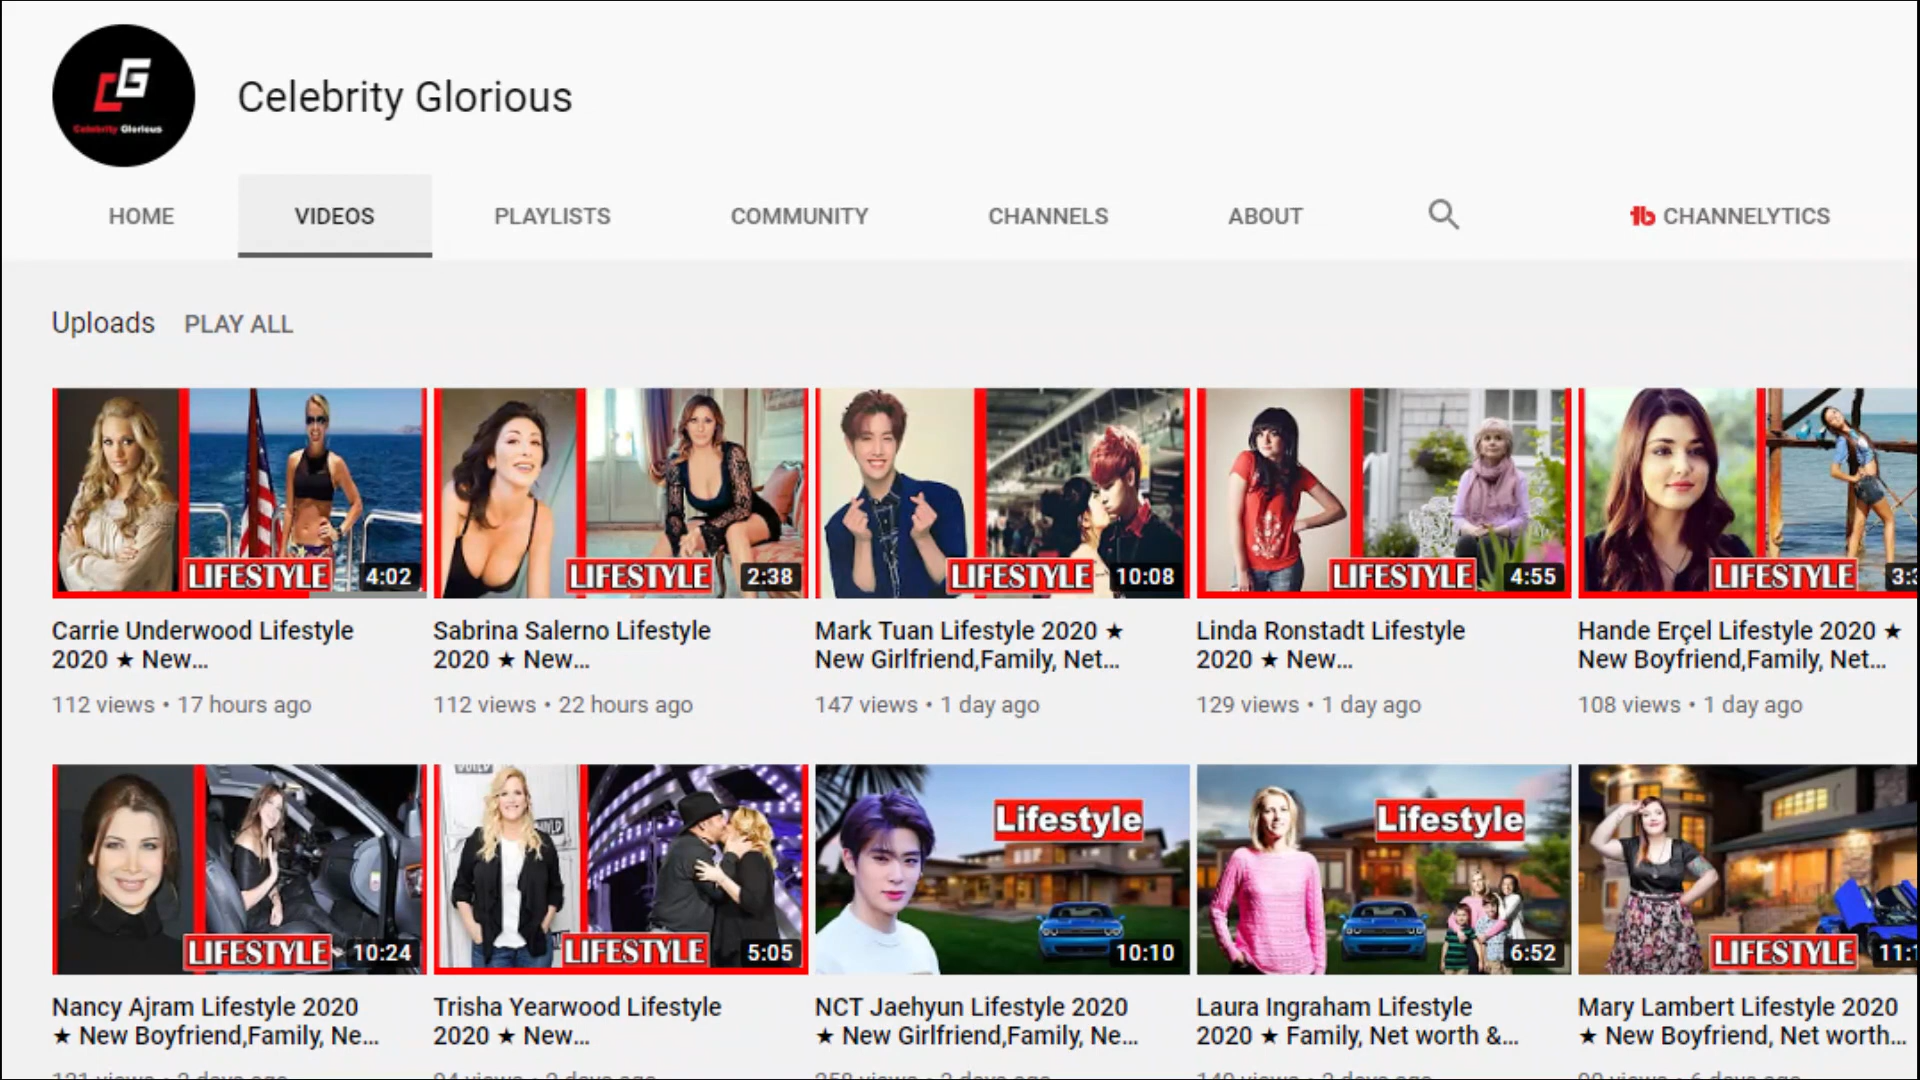 CG
Celebrity Glorious
Celebrity Glorious
HOME
VIDEOS
PLAYLISTS
COMMUNITY
CHANNELS
ABOUT
CHANNELYTICS
Uploads PLAY ALL
LIFESTYLE
4:02
LIFESTYLE
2:38
LIFESTYLE
10:08
LIFESTYLE
4:55
LIFESTYLE
Carrie Underwood Lifestyle
2020 ★ New...
112 views • 17 hours ago
Sabrina Salerno Lifestyle
2020 ★ New...
112 views • 22 hours ago
Mark Tuan Lifestyle 2020 ★
New Girlfriend,Family, Net...
147 views • 1 day ago
Linda Ronstadt Lifestyle
2020 ★ New...
129 views • 1 day ago
Hande Erçel Lifestyle 2020 ★
New Boyfriend,Family, Net...
108 views • 1 day ago
LIFESTYLE
10:24
LIFESTYLE
5:05
Lifestyle
10:10
Lifestyle
6:52
LIFESTYLE
Nancy Ajram Lifestyle 2020
★ New Boyfriend,Family, Ne...
Trisha Yearwood Lifestyle
2020 ★ New...
NCT Jaehyun Lifestyle 2020
★ New Girlfriend,Family, Ne...
Laura Ingraham Lifestyle
2020 ★ Family, Net worth &...
Mary Lambert Lifestyle 2020
★ New Boyfriend, Net worth...